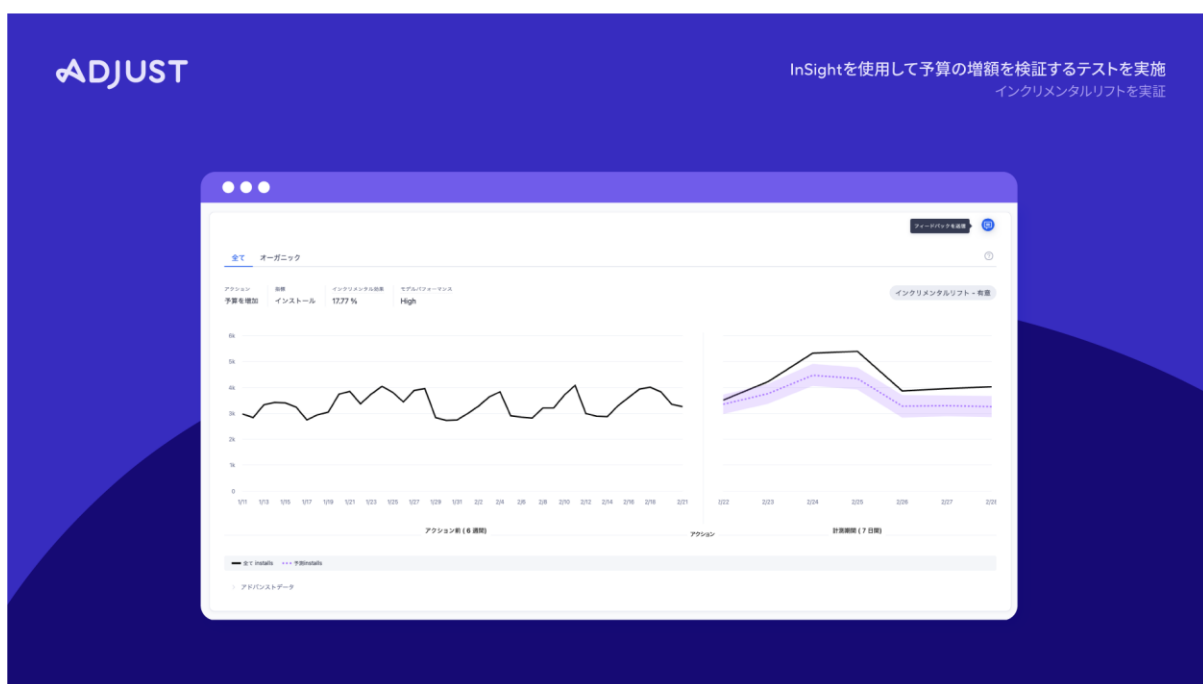 ADJUST
InSightを使用して予算の増額を検証するテストを実施
インクリメンタルリフトを実証
フィードバックを送信
全て オーガニック
アクション 指標 インクリメンタル効果 モデルパフォーマンス
予算を増加 インストール 17.77 % High
インクリメンタルリフト - 有意
6k
5k
4k
3k
2k
1k
0
1/11 1/13 1/15 1/17 1/19 1/21 1/23 1/25 1/27 1/29 1/31 2/2 2/4 2/6 2/8 2/10 2/12 2/14 2/16 2/18 2/21 2/22 2/23 2/24 2/25 2/26 2/27 2/28
アクション前 ( 6 週間) アクション 計測期間 ( 7 日間)
全て installs 予測installs
アドバンストデータ